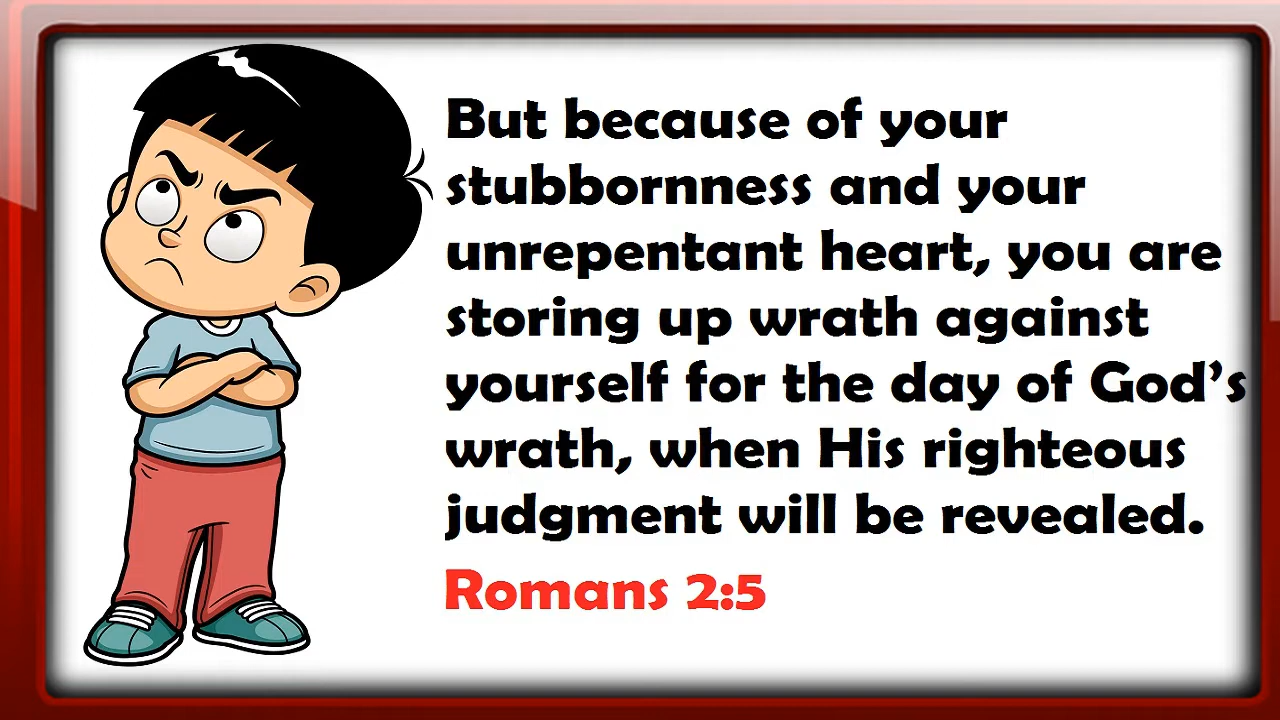 But because of your
stubbornness and your
unrepentant heart, you are
storing up wrath against
yourself for the day of God’s
wrath, when His righteous
judgment will be revealed.
Romans 2:5